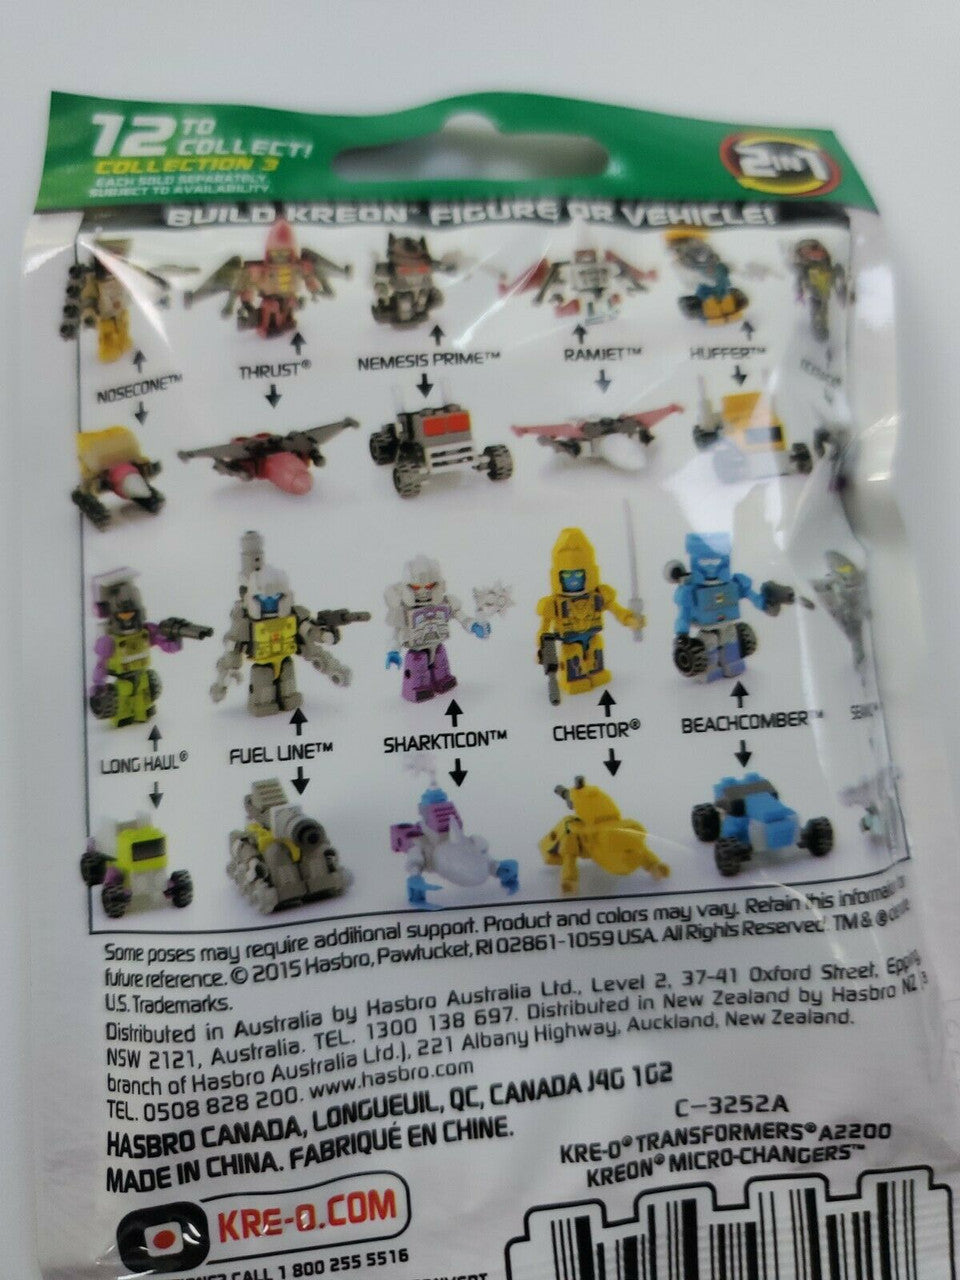 12 TO
COLLECT!
COLLECTION 3
EACH SOLD SEPARATELY.
SUBJECT TO AVAILABILITY.
2 IN 1
BUILD KREON® FIGURE OR VEHICLE!
NOSECONE™
THRUST®
NEMESIS PRIME™
RAMJET™
HUFFER™
LONG HAUL®
FUEL LINE™
SHARKTICON™
CHEETOR®
BEACHCOMBER™
Some poses may require additional support. Product and colors may vary. Retain this information
future reference. © 2015 Hasbro, Pawtucket, RI 02861-1059 USA. All Rights Reserved. TM & ®
U.S. Trademarks.
Distributed in Australia by Hasbro Australia Ltd., Level 2, 37-41 Oxford Street, Epping
NSW 2121, Australia. TEL. 1300 138 697. Distributed in New Zealand by Hasbro NZ
branch of Hasbro Australia Ltd.), 221 Albany Highway, Auckland, New Zealand.
TEL. 0508 828 200. www.hasbro.com
HASBRO CANADA, LONGUEUIL, QC, CANADA J4G 1G2
MADE IN CHINA. FABRIQUÉ EN CHINE.
C-3252A
KRE-O® TRANSFORMERS® A2200
KREON® MICRO-CHANGERS™
KRE-O.COM
CALL 1 800 255 5516